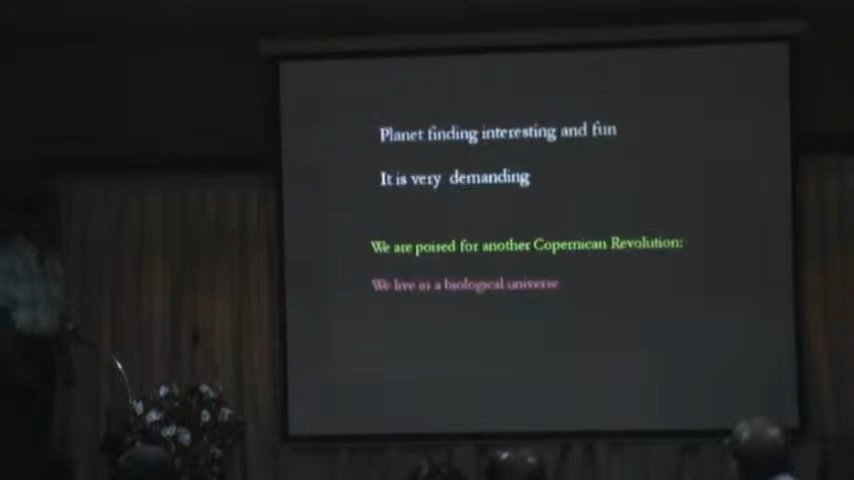 Planet finding interesting and fun
It is very demanding
We are poised for another Copernican Revolution:
We live in a biological universe